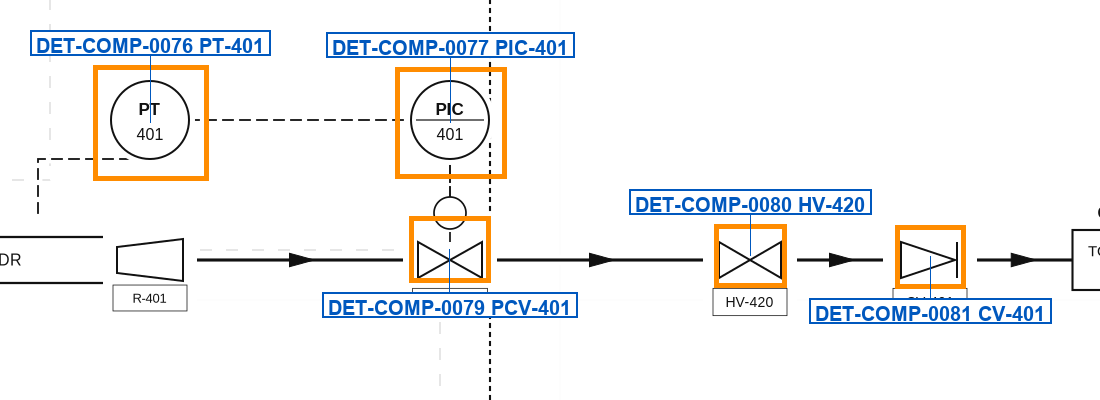 DET-COMP-0076 PT-401
DET-COMP-0077 PIC-401
PT
401
PIC
401
DET-COMP-0080 HV-420
DR
R-401
DET-COMP-0079 PCV-401
HV-420
DET-COMP-0081 CV-401